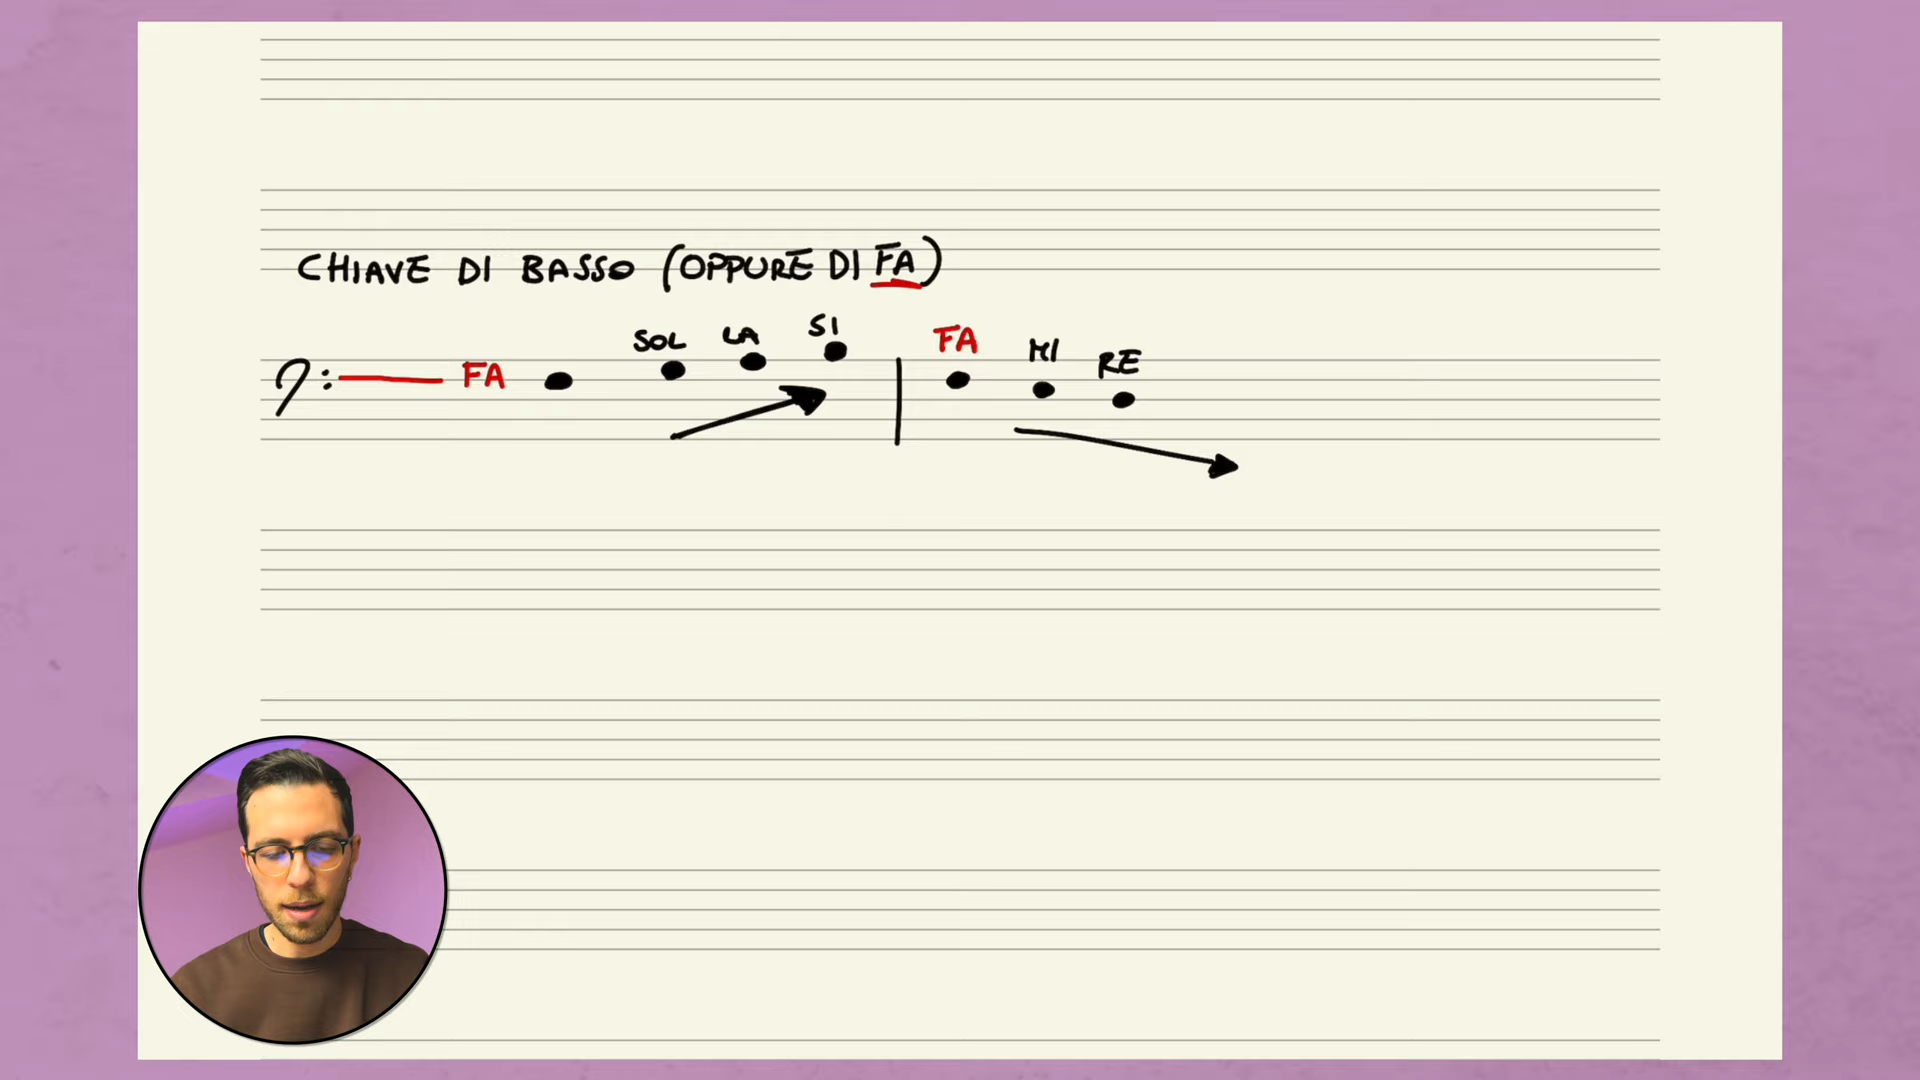 CHIAVE DI BASSO (OPPURE DI FA)
SOL LA SI FA MI RE
FA